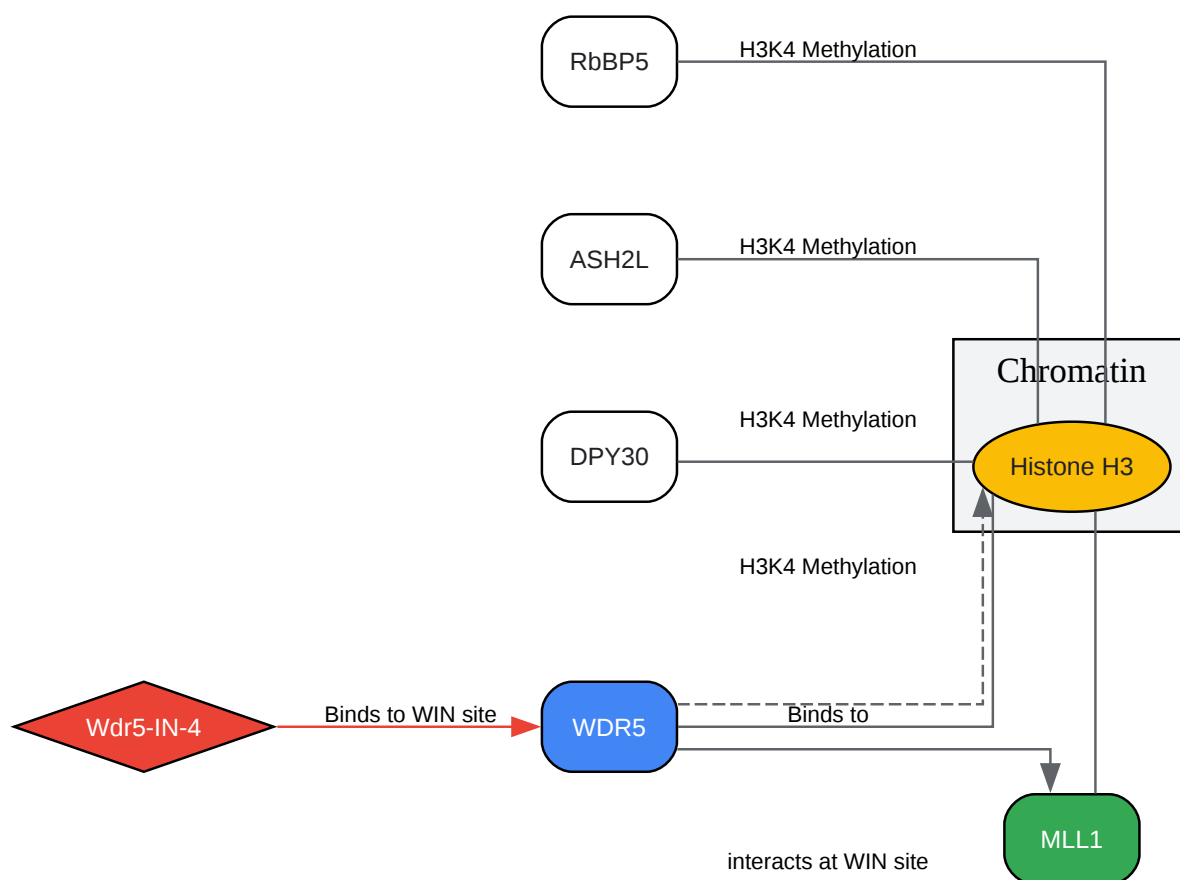 RbBP5
H3K4 Methylation
ASH2L
H3K4 Methylation
Chromatin
DPY30
H3K4 Methylation
Histone H3
H3K4 Methylation
Wdr5-IN-4
Binds to WIN site
WDR5
Binds to
MLL1
interacts at WIN site